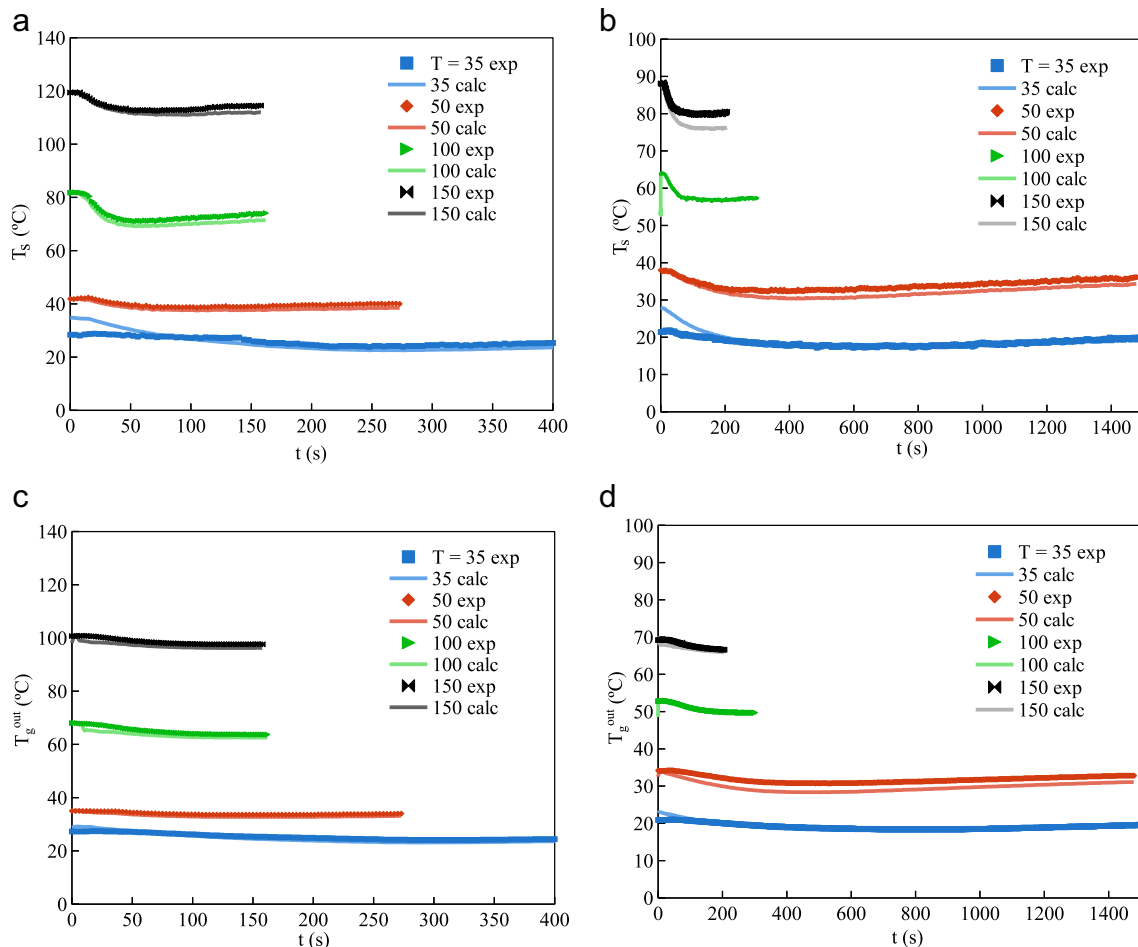 a
140
120
100
80
60
40
20
0
T_S (ºC)
0 50 100 150 200 250 300 350 400
t (s)
T = 35 exp
35 calc
50 exp
50 calc
100 exp
100 calc
150 exp
150 calc
b
100
90
80
70
60
50
40
30
20
10
0
T_S (ºC)
0 200 400 600 800 1000 1200 1400
t (s)
T = 35 exp
35 calc
50 exp
50 calc
100 exp
100 calc
150 exp
150 calc
c
140
120
100
80
60
40
20
0
T_g^out (ºC)
0 50 100 150 200 250 300 350 400
t (s)
T = 35 exp
35 calc
50 exp
50 calc
100 exp
100 calc
150 exp
150 calc
d
100
90
80
70
60
50
40
30
20
10
0
T_g^out (ºC)
0 200 400 600 800 1000 1200 1400
t (s)
T = 35 exp
35 calc
50 exp
50 calc
100 exp
100 calc
150 exp
150 calc